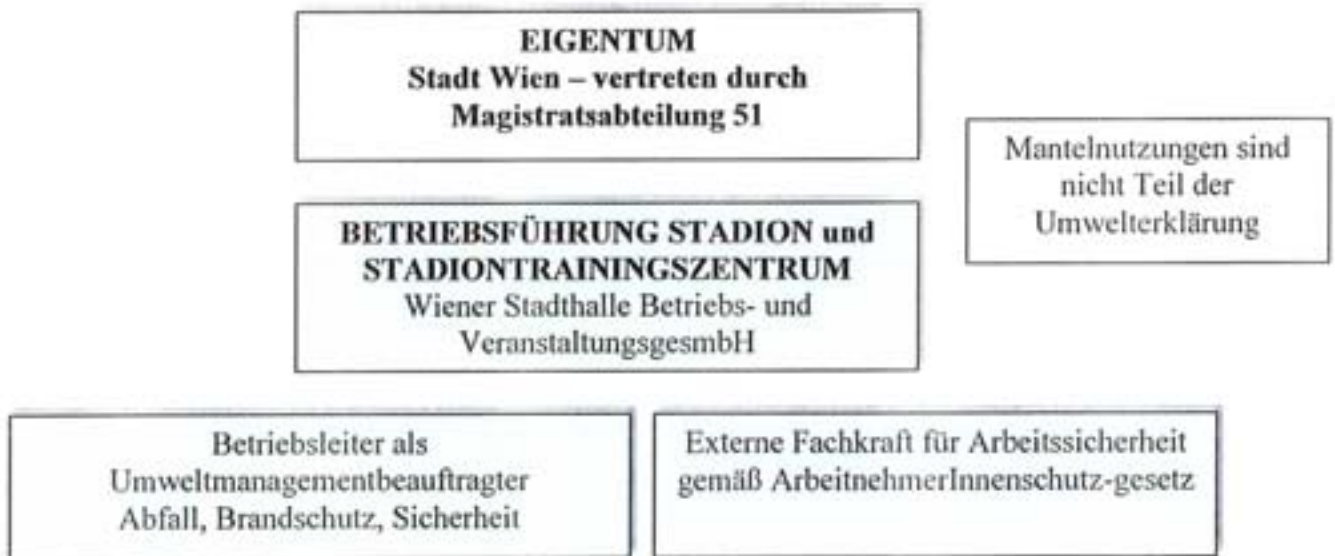 EIGENTUM
Stadt Wien – vertreten durch
Magistratsabteilung 51
Mantelnutzungen sind
nicht Teil der
Umwelterklärung
BETRIEBSFÜHRUNG STADION und
STADIONTRAININGSZENTRUM
Wiener Stadthalle Betriebs- und
VeranstaltungsgesmbH
Betriebsleiter als
Umweltmanagementbeauftragter
Abfall, Brandschutz, Sicherheit
Externe Fachkraft für Arbeitssicherheit
gemäß ArbeitnehmerInnenschutz-gesetz